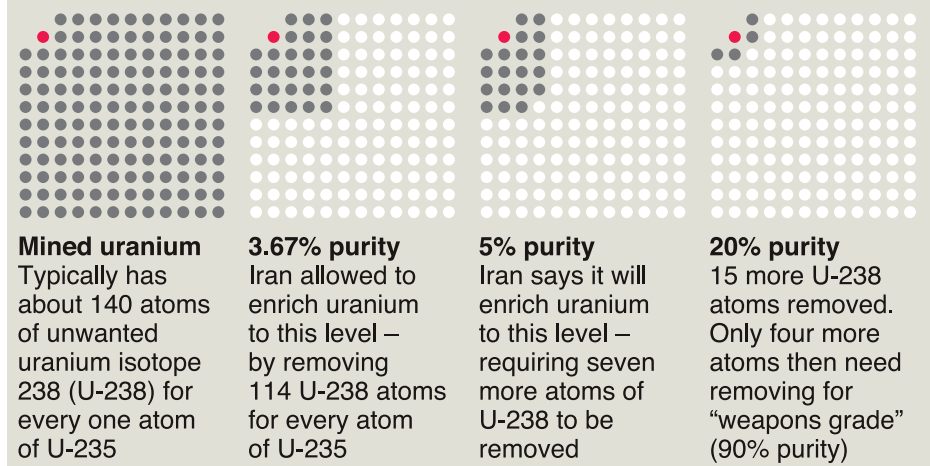 Mined uranium
Typically has
about 140 atoms
of unwanted
uranium isotope
238 (U-238) for
every one atom
of U-235
3.67% purity
Iran allowed to
enrich uranium
to this level –
by removing
114 U-238 atoms
for every atom
of U-235
5% purity
Iran says it will
enrich uranium
to this level –
requiring seven
more atoms of
U-238 to be
removed
20% purity
15 more U-238
atoms removed.
Only four more
atoms then need
removing for
“weapons grade”
(90% purity)